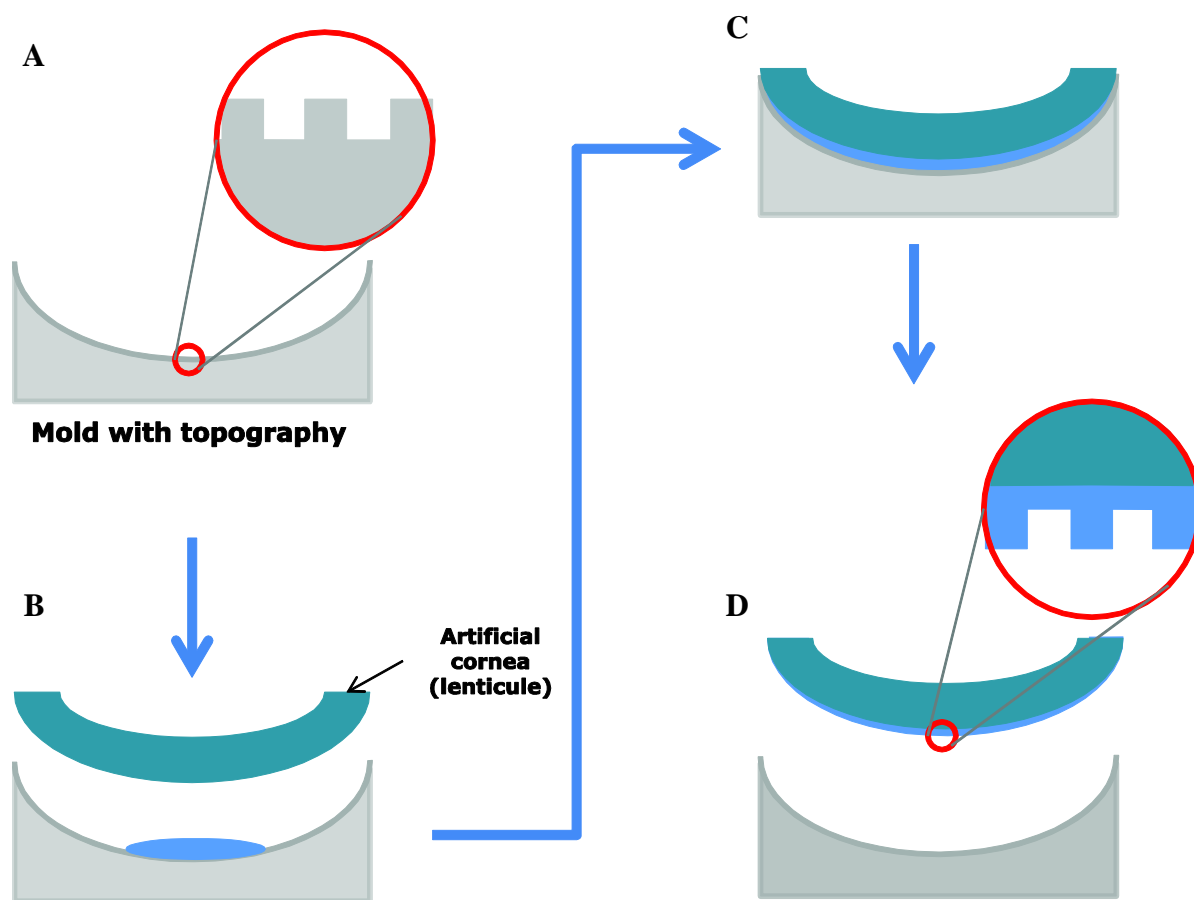 A
Mold with topography
B
Artificial
cornea
(lenticule)
C
D